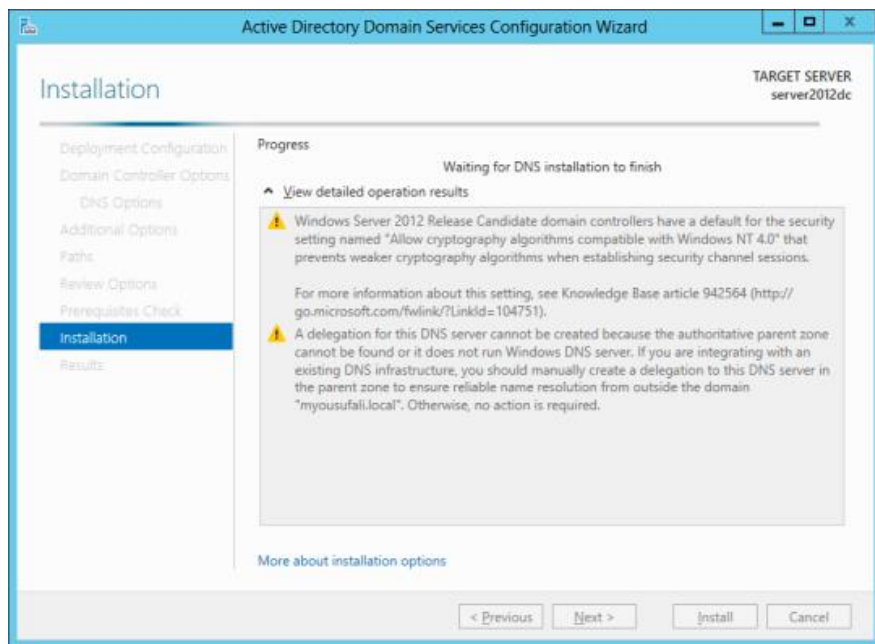 Active Directory Domain Services Configuration Wizard
Installation
TARGET SERVER
server2012dc
Deployment Configuration
Domain Controller Options
DNS Options
Additional Options
Paths
Review Options
Prerequisites Check
Installation
Results
Progress
Waiting for DNS installation to finish
View detailed operation results
Windows Server 2012 Release Candidate domain controllers have a default for the security
setting named "Allow cryptography algorithms compatible with Windows NT 4.0" that
prevents weaker cryptography algorithms when establishing security channel sessions.
For more information about this setting, see Knowledge Base article 942564 (http://
go.microsoft.com/fwlink/?LinkId=104751).
A delegation for this DNS server cannot be created because the authoritative parent zone
cannot be found or it does not run Windows DNS server. If you are integrating with an
existing DNS infrastructure, you should manually create a delegation to this DNS server in
the parent zone to ensure reliable name resolution from outside the domain
"myousufali.local". Otherwise, no action is required.
More about installation options
< Previous
Next >
Install
Cancel